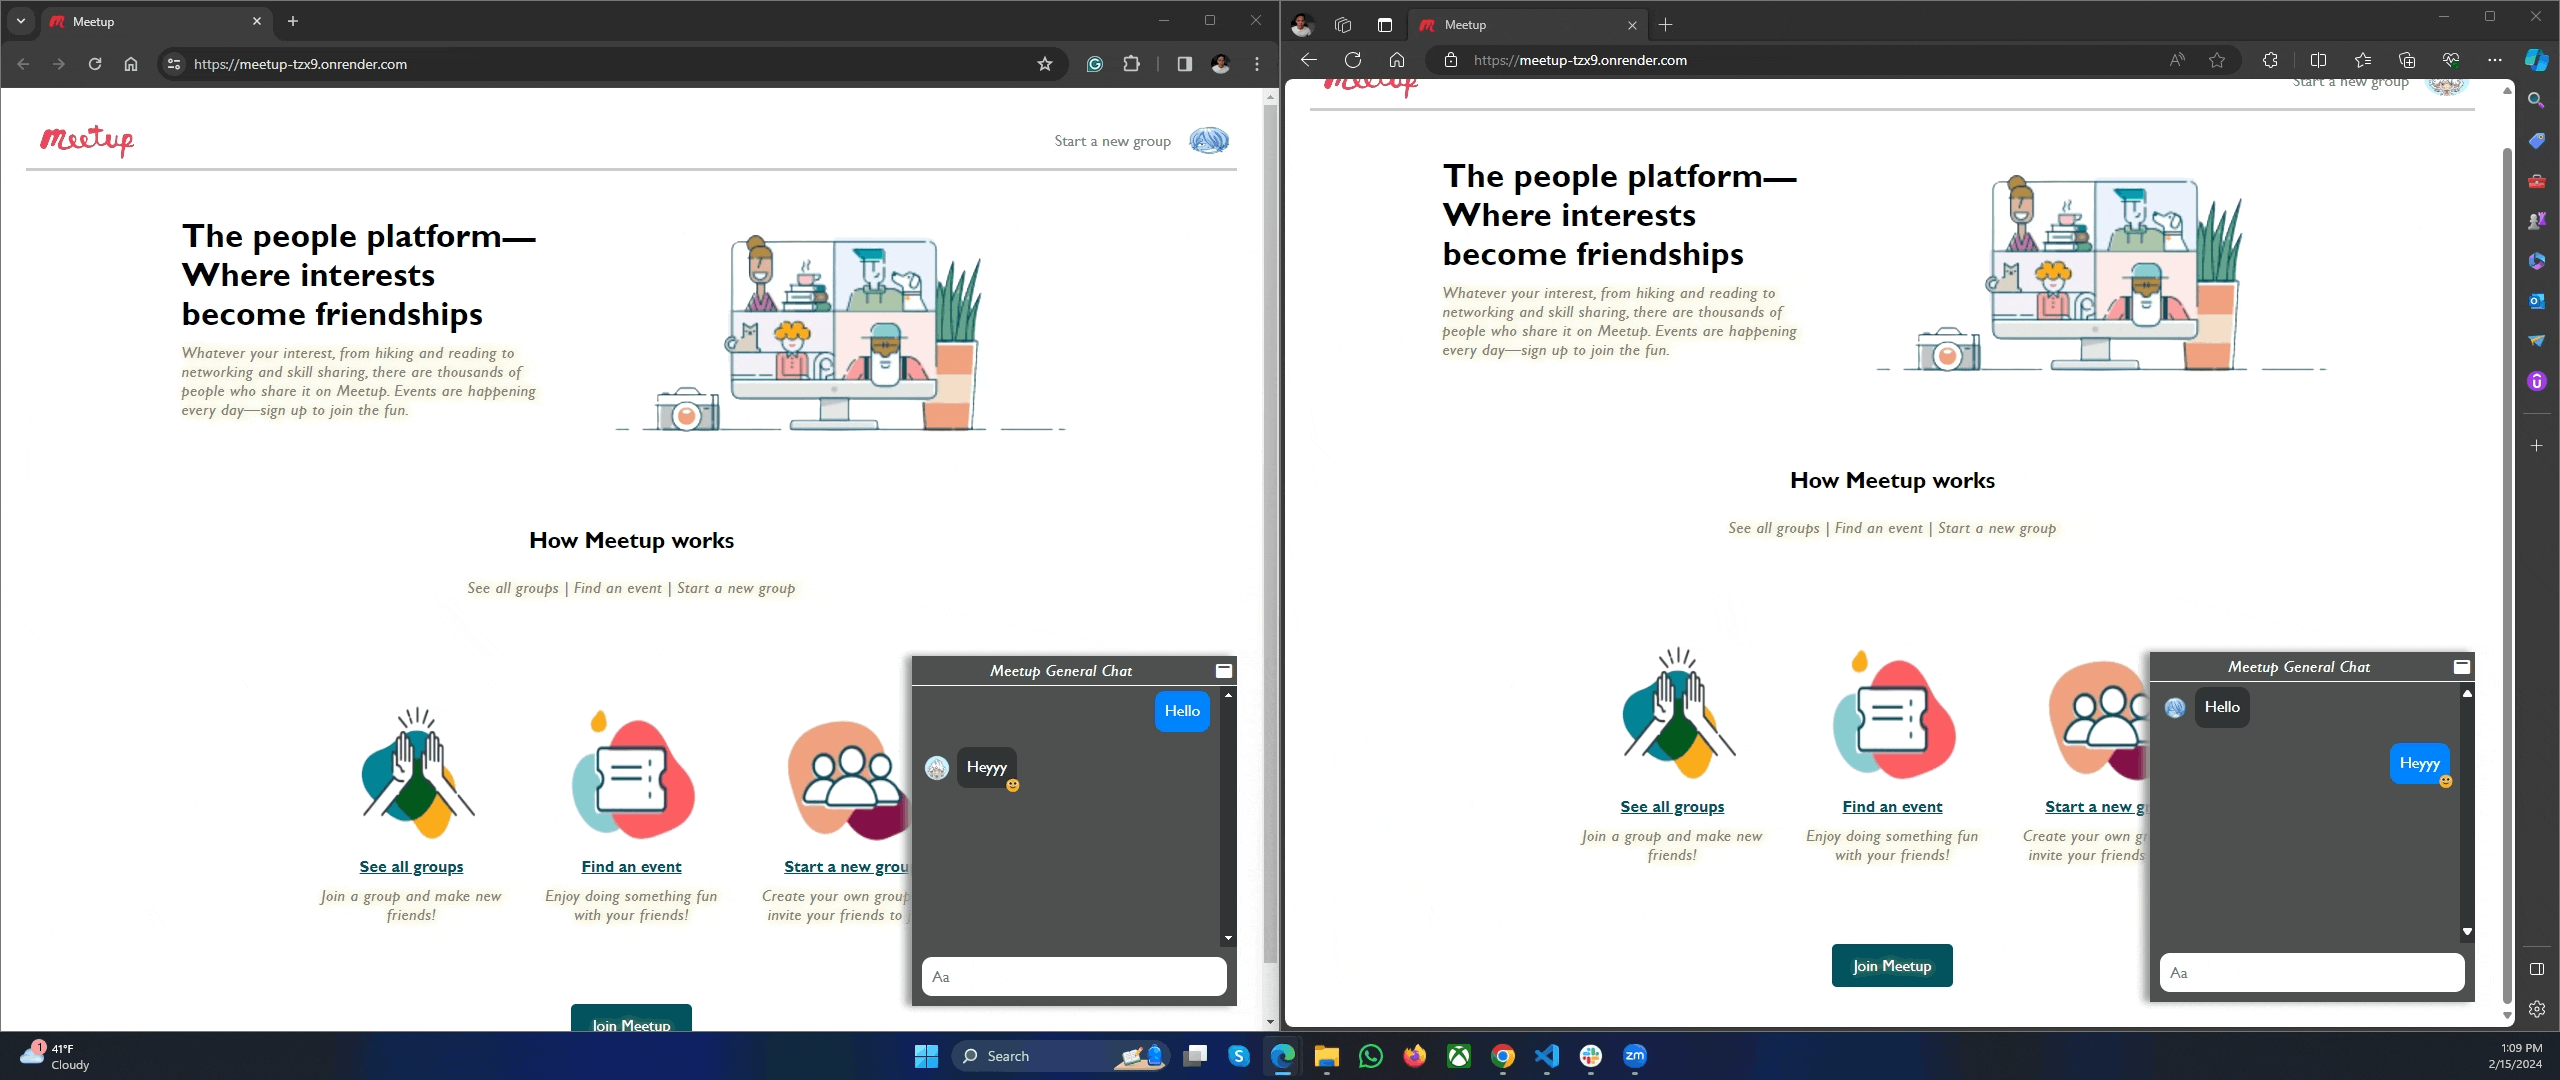 Meetup
https://meetup-tzx9.onrender.com
Meetup
Start a new group
The people platform—
Where interests
become friendships
Whatever your interest, from hiking and reading to
networking and skill sharing, there are thousands of
people who share it on Meetup. Events are happening
every day—sign up to join the fun.
How Meetup works
See all groups | Find an event | Start a new group
See all groups
Join a group and make new
friends!
Find an event
Enjoy doing something fun
with your friends!
Start a new
Create your own
invite your friends to
Join Meetup
Meetup General Chat
Hello
Heyyy
Aa
Meetup
https://meetup-tzx9.onrender.com
Meetup
Start a new group
The people platform—
Where interests
become friendships
Whatever your interest, from hiking and reading to
networking and skill sharing, there are thousands of
people who share it on Meetup. Events are happening
every day—sign up to join the fun.
How Meetup works
See all groups | Find an event | Start a new group
See all groups
Join a group and make new
friends!
Find an event
Enjoy doing something fun
with your friends!
Start a new
Create your own
invite your friends
Join Meetup
Meetup General Chat
Hello
Heyyy
Aa
1
41°F
Cloudy
Search
zm
1:09 PM
2/15/2024